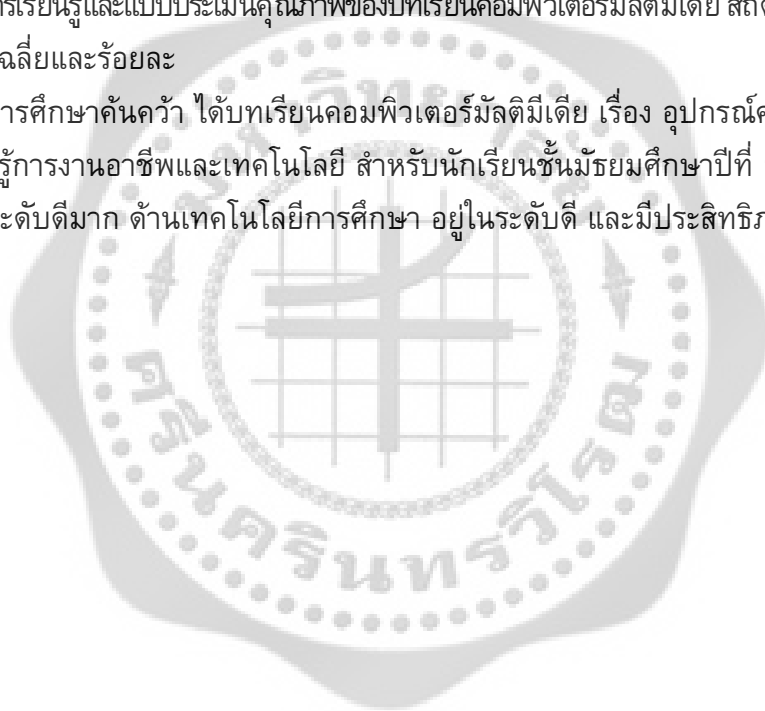 เรียนรู้และแบบประเมินคุณภาพของบทเรียนคอมพิวเตอร์มัลติมีเดีย
ฉลี่ยและร้อยละ
การศึกษาค้นคว้า ได้บทเรียนคอมพิวเตอร์มัลติมีเดีย เรื่อง
รู้การงานอาชีพและเทคโนโลยี สำหรับนักเรียนชั้นมัธยมศึกษาปีที่
ะดับดีมาก ด้านเทคโนโลยีการศึกษา อยู่ในระดับดี และมีประสิทธิภ
มหาวิทยาลัย
ศรีนครินทรวิโรฒ